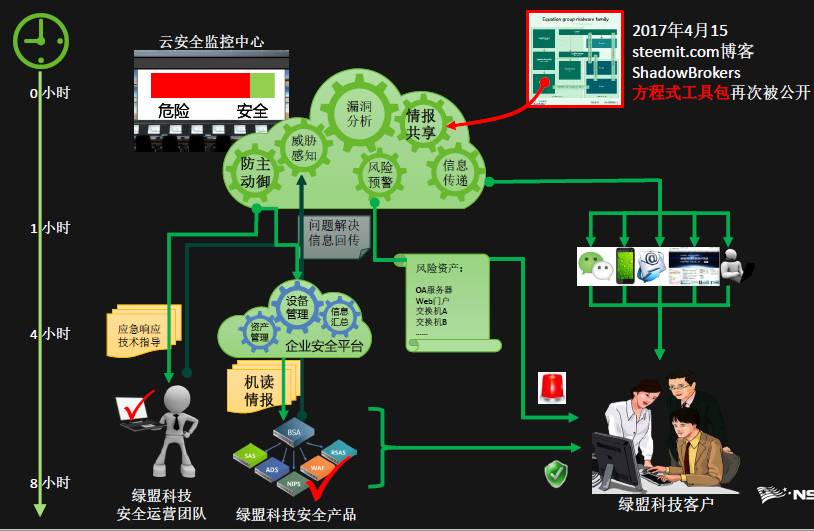 云安全监控中心
危险
安全
Equation group malware family
2017年4月15
steemit.com博客
ShadowBrokers
方程式工具包再次被公开
0小时
1小时
4小时
8小时
漏洞
分析
情报
共享
威胁
感知
防主
动御
风险
预警
信息
传递
问题解决
信息回传
设备
管理
资产
管理
信息
汇总
企业安全平台
风险资产:
OA服务器
Web门户
交换机A
交换机B
......
应急响应
技术指导
机读
情报
BSA
SAS
ADS
NIPS
WAF
RSAS
绿盟科技
安全运营团队
绿盟科技安全产品
绿盟科技客户
NS